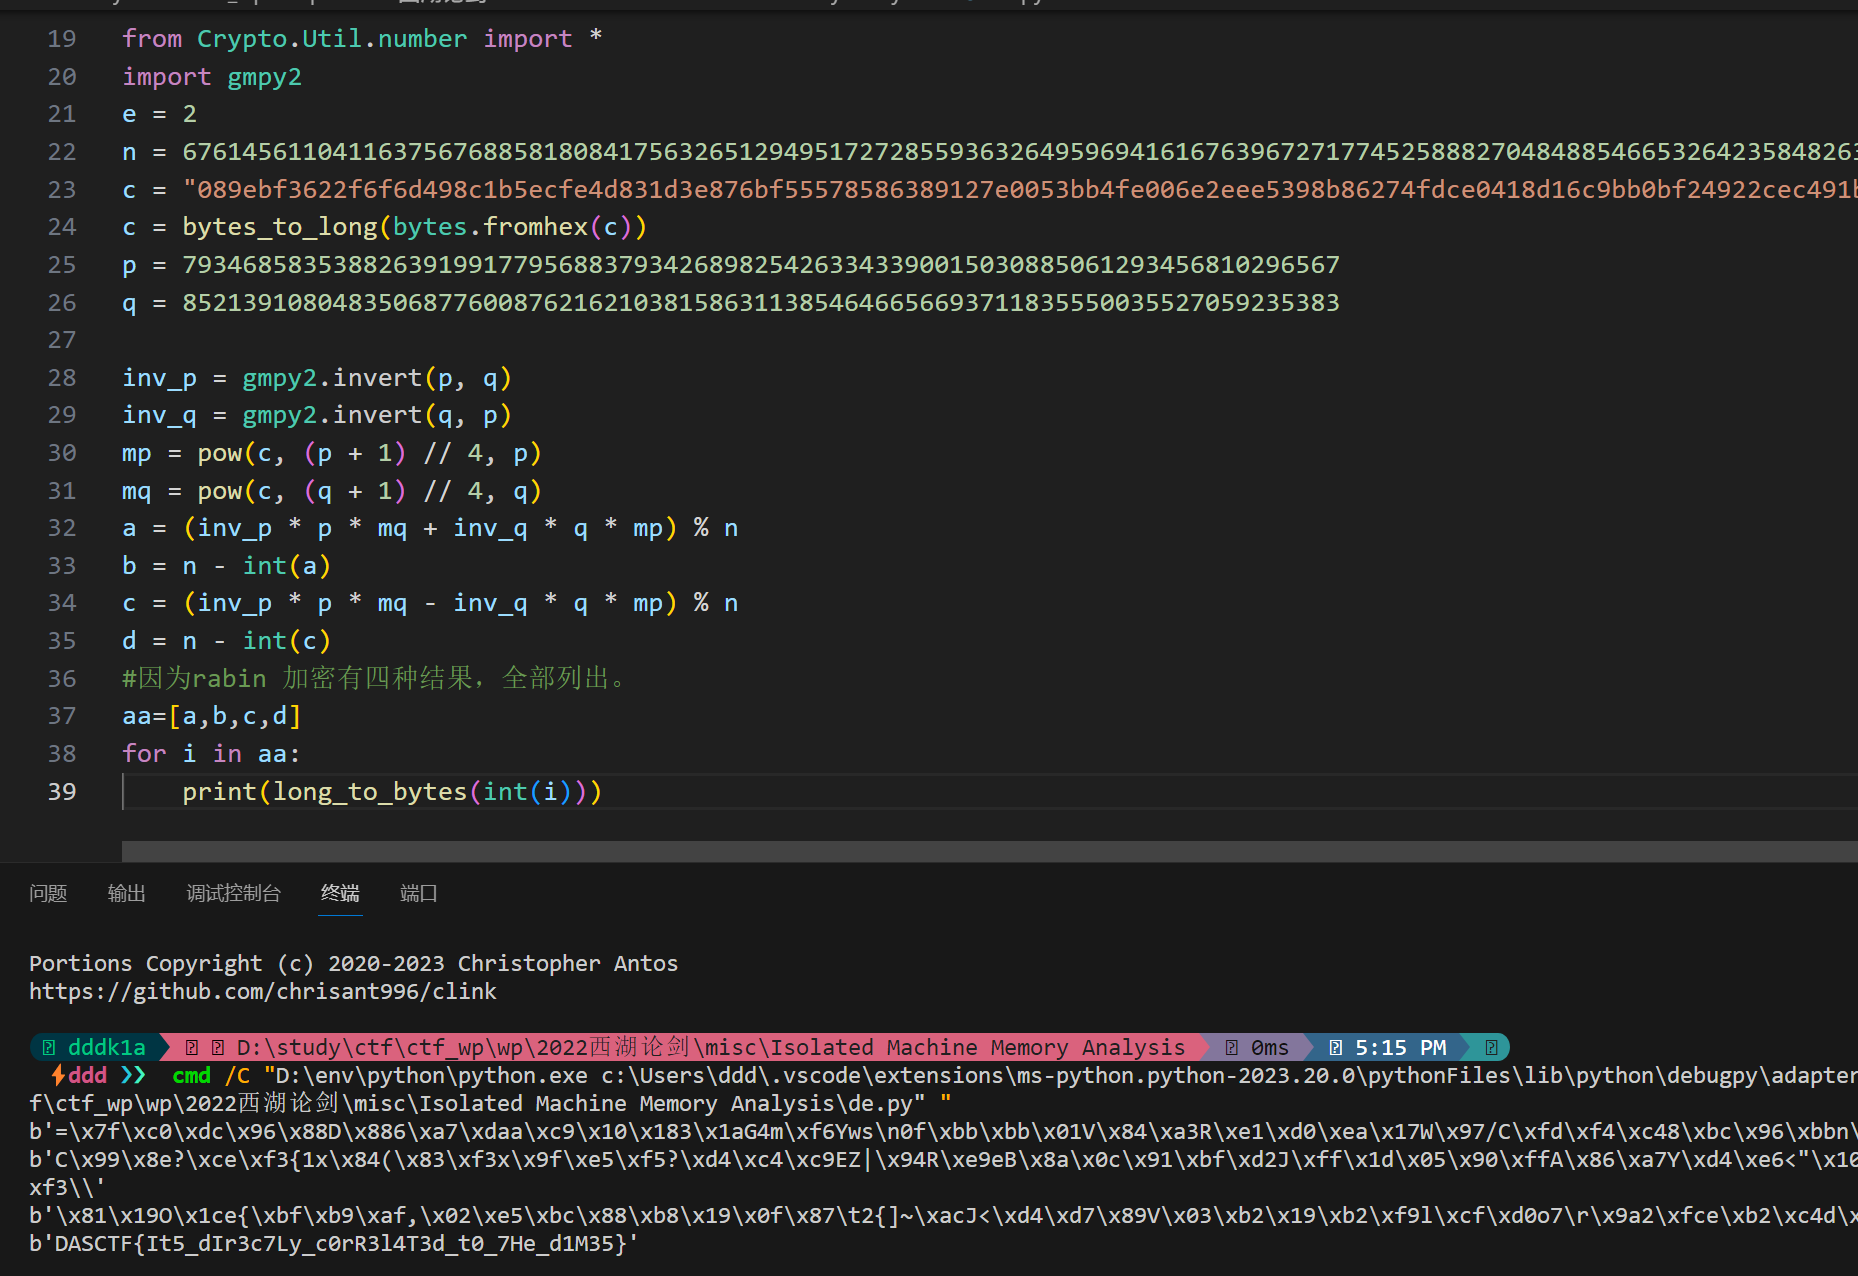 19 from Crypto.Util.number import *
20 import gmpy2
21 e = 2
22 n = 6761456110411637567688581808417563265129495172728559363264959694161676396727177452588827048488546653264235848263
23 c = "089ebf3622f6f6d498c1b5ecfe4d831d3e876bf55578586389127e0053bb4fe006e2eee5398b86274fdce0418d16c9bb0bf24922cec491b
24 c = bytes_to_long(bytes.fromhex(c))
25 p = 79346858353882639199177956883793426898254263343390015030885061293456810296567
26 q = 85213910804835068776008762162103815863113854646656693711835550035527059235383
27
28 inv_p = gmpy2.invert(p, q)
29 inv_q = gmpy2.invert(q, p)
30 mp = pow(c, (p + 1) // 4, p)
31 mq = pow(c, (q + 1) // 4, q)
32 a = (inv_p * p * mq + inv_q * q * mp) % n
33 b = n - int(a)
34 c = (inv_p * p * mq - inv_q * q * mp) % n
35 d = n - int(c)
36 #因为rabin 加密有四种结果，全部列出。
37 aa=[a,b,c,d]
38 for i in aa:
39 print(long_to_bytes(int(i)))
问题 输出 调试控制台 终端 端口
Portions Copyright (c) 2020-2023 Christopher Antos
https://github.com/chrisant996/clink
dddk1a D:\study\ctf\ctf_wp\wp\2022西湖论剑\misc\Isolated Machine Memory Analysis 0ms 5:15 PM
ddd ❯❯ cmd /C "D:\env\python\python.exe c:\Users\ddd\.vscode\extensions\ms-python.python-2023.20.0\pythonFiles\lib\python\debugpy\adapter
f\ctf_wp\wp\2022西湖论剑\misc\Isolated Machine Memory Analysis\de.py" "
b'=\x7f\xc0\xdc\x96\x88D\x886\xa7\xdaa\xc9\x10\x183\x1aG4m\xf6Yws\n0f\xbb\xbb\x01V\x84\xa3R\xe1\xd0\xea\x17W\x97/C\xfd\xf4\xc48\xbc\x96\xbbn\
b'C\x99\x8e?\xce\xf3{1x\x84(\x83\xf3x\x9f\xe5\xf5?\xd4\xc4\xc9EZ|\x94R\xe9eB\x8a\x0c\x91\xbf\xd2J\xff\x1d\x05\x90\xffA\x86\xa7Y\xd4\xe6<"\x10
xf3\\'
b'\x81\x19O\x1ce{\xbf\xb9\xaf,\x02\xe5\xbc\x88\xb8\x19\x0f\x87\t2{]~\xacJ<\xd4\xd7\x89V\x03\xb2\x19\xb2\xf9l\xcf\xd0o7\r\x9a2\xfce\xb2\xc4d\x
b'DASCTF{It5_dIr3c7Ly_c0rR3l4T3d_t0_7He_d1M35}'